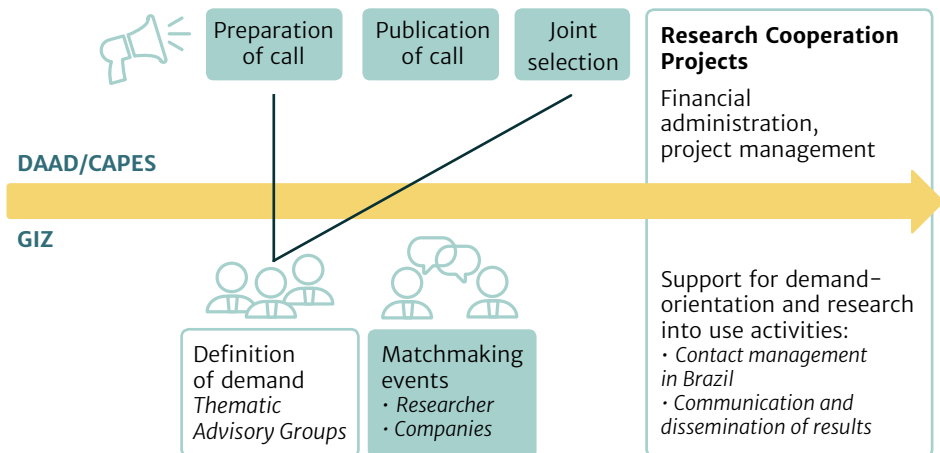 Preparation
of call
Publication
of call
Joint
selection
Research Cooperation
Projects
Financial
administration,
project management
DAAD/CAPES
GIZ
Definition
of demand
Thematic
Advisory Groups
Matchmaking
events
• Researcher
• Companies
Support for demand-
orientation and research
into use activities:
• Contact management
in Brazil
• Communication and
dissemination of results